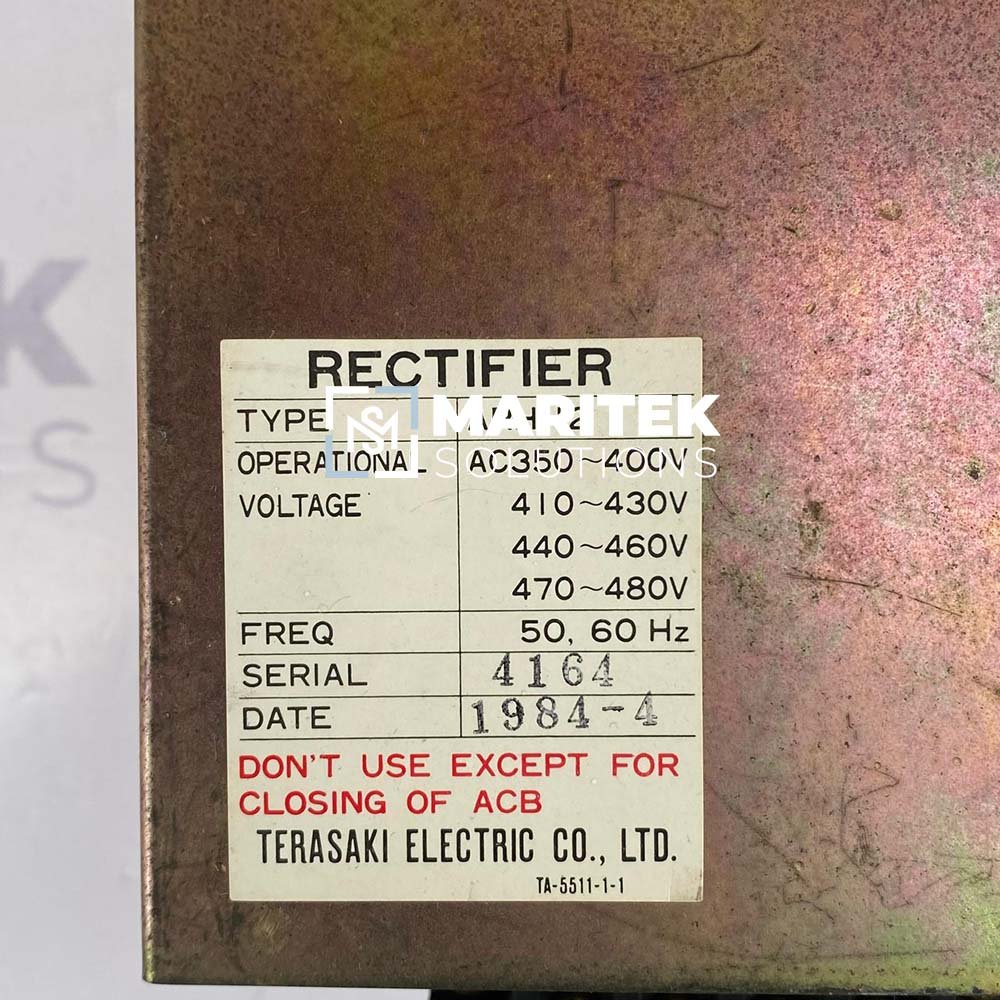 RECTIFIER
TYPE
MARITEK
SOLUTIONS
OPERATIONAL AC350~400V
VOLTAGE 410~430V
440~460V
470~480V
FREQ 50, 60 Hz
SERIAL 4164
DATE 1984-4
DON'T USE EXCEPT FOR
CLOSING OF ACB
TERASAKI ELECTRIC CO., LTD.
TA-5511-1-1
K
S